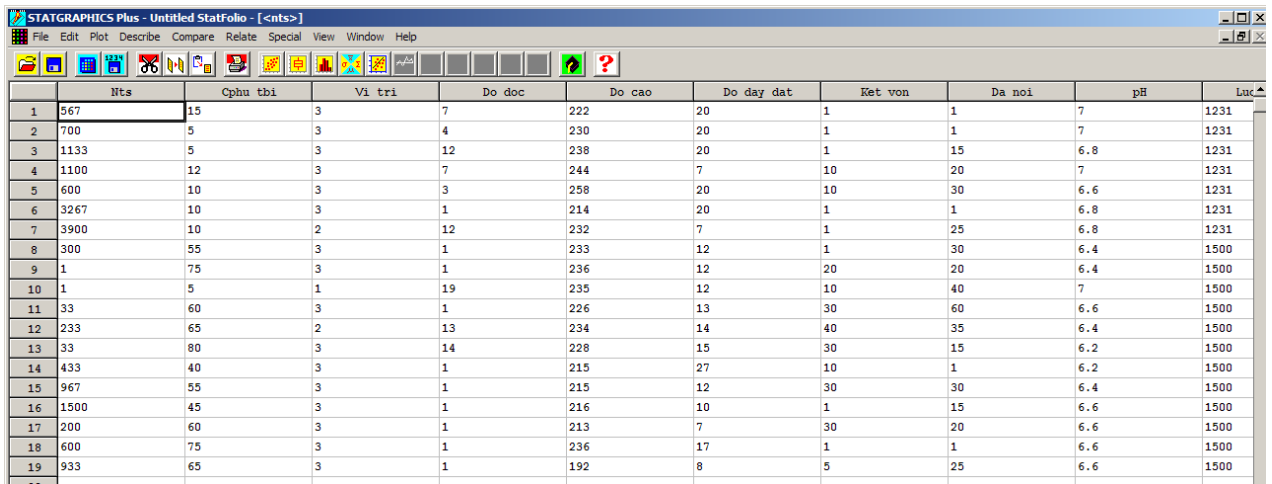 STATGRAPHICS Plus - Untitled StatFolio - [<nts>]
File Edit Plot Describe Compare Relate Special View Window Help
1234
Nts Cphu tbi Vi tri Do doc Do cao Do day dat Ket von Da noi pH Luc
1 567 15 3 7 222 20 1 1 7 1231
2 700 5 3 4 230 20 1 1 7 1231
3 1133 5 3 12 238 20 1 15 6.8 1231
4 1100 12 3 7 244 7 10 20 7 1231
5 600 10 3 3 258 20 10 30 6.6 1231
6 3267 10 3 1 214 20 1 1 6.8 1231
7 3900 10 2 12 232 7 1 25 6.8 1231
8 300 55 3 1 233 12 1 30 6.4 1500
9 1 75 3 1 236 12 20 20 6.4 1500
10 1 5 1 19 235 12 10 40 7 1500
11 33 60 3 1 226 13 30 60 6.6 1500
12 233 65 2 13 234 14 40 35 6.4 1500
13 33 80 3 14 228 15 30 15 6.2 1500
14 433 40 3 1 215 27 10 1 6.2 1500
15 967 55 3 1 215 12 30 30 6.4 1500
16 1500 45 3 1 216 10 1 15 6.6 1500
17 200 60 3 1 213 7 30 20 6.6 1500
18 600 75 3 1 236 17 1 1 6.6 1500
19 933 65 3 1 192 8 5 25 6.6 1500